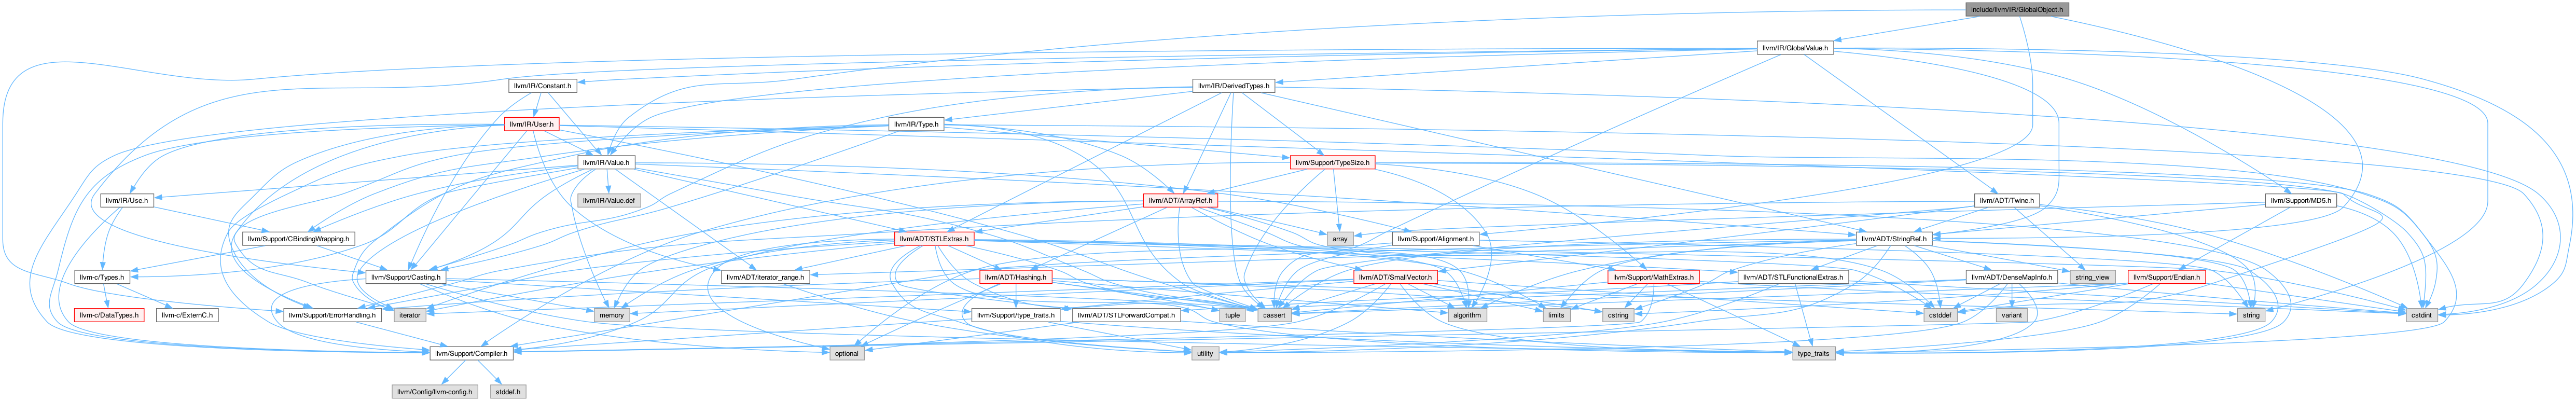 include/llvm/IR/GlobalObject.h
llvm/IR/GlobalValue.h
llvm/IR/Constant.h
llvm/IR/DerivedTypes.h
llvm/IR/User.h
llvm/IR/Type.h
llvm/IR/Value.h
llvm/Support/TypeSize.h
llvm/IR/Use.h
llvm/IR/Value.def
llvm/ADT/ArrayRef.h
llvm/ADT/Twine.h
llvm/Support/MD5.h
llvm/Support/CBindingWrapping.h
llvm/ADT/STLExtras.h
array
llvm/Support/Alignment.h
llvm/ADT/StringRef.h
llvm-c/Types.h
llvm/Support/Casting.h
llvm/ADT/iterator_range.h
llvm/ADT/Hashing.h
llvm/ADT/SmallVector.h
llvm/Support/MathExtras.h
llvm/ADT/STLFunctionalExtras.h
string_view
llvm/ADT/DenseMapInfo.h
llvm/Support/Endian.h
llvm-c/DataTypes.h
llvm-c/ExternC.h
llvm/Support/ErrorHandling.h
iterator
memory
llvm/Support/type_traits.h
llvm/ADT/STLForwardCompat.h
tuple
cassert
algorithm
limits
cstring
cstddef
variant
string
cstdint
llvm/Support/Compiler.h
optional
utility
type_traits
llvm/Config/llvm-config.h
stddef.h